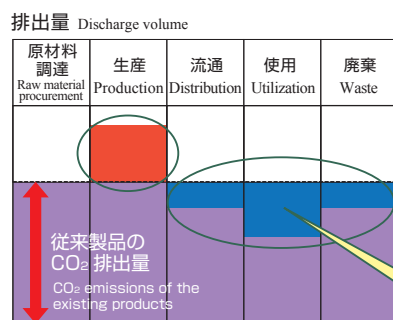 排出量 Discharge volume
原材料
調達
Raw material
procurement
生産
Production
流通
Distribution
使用
Utilization
廃棄
Waste
従来製品の
CO₂ 排出量
CO₂ emissions of the
existing products